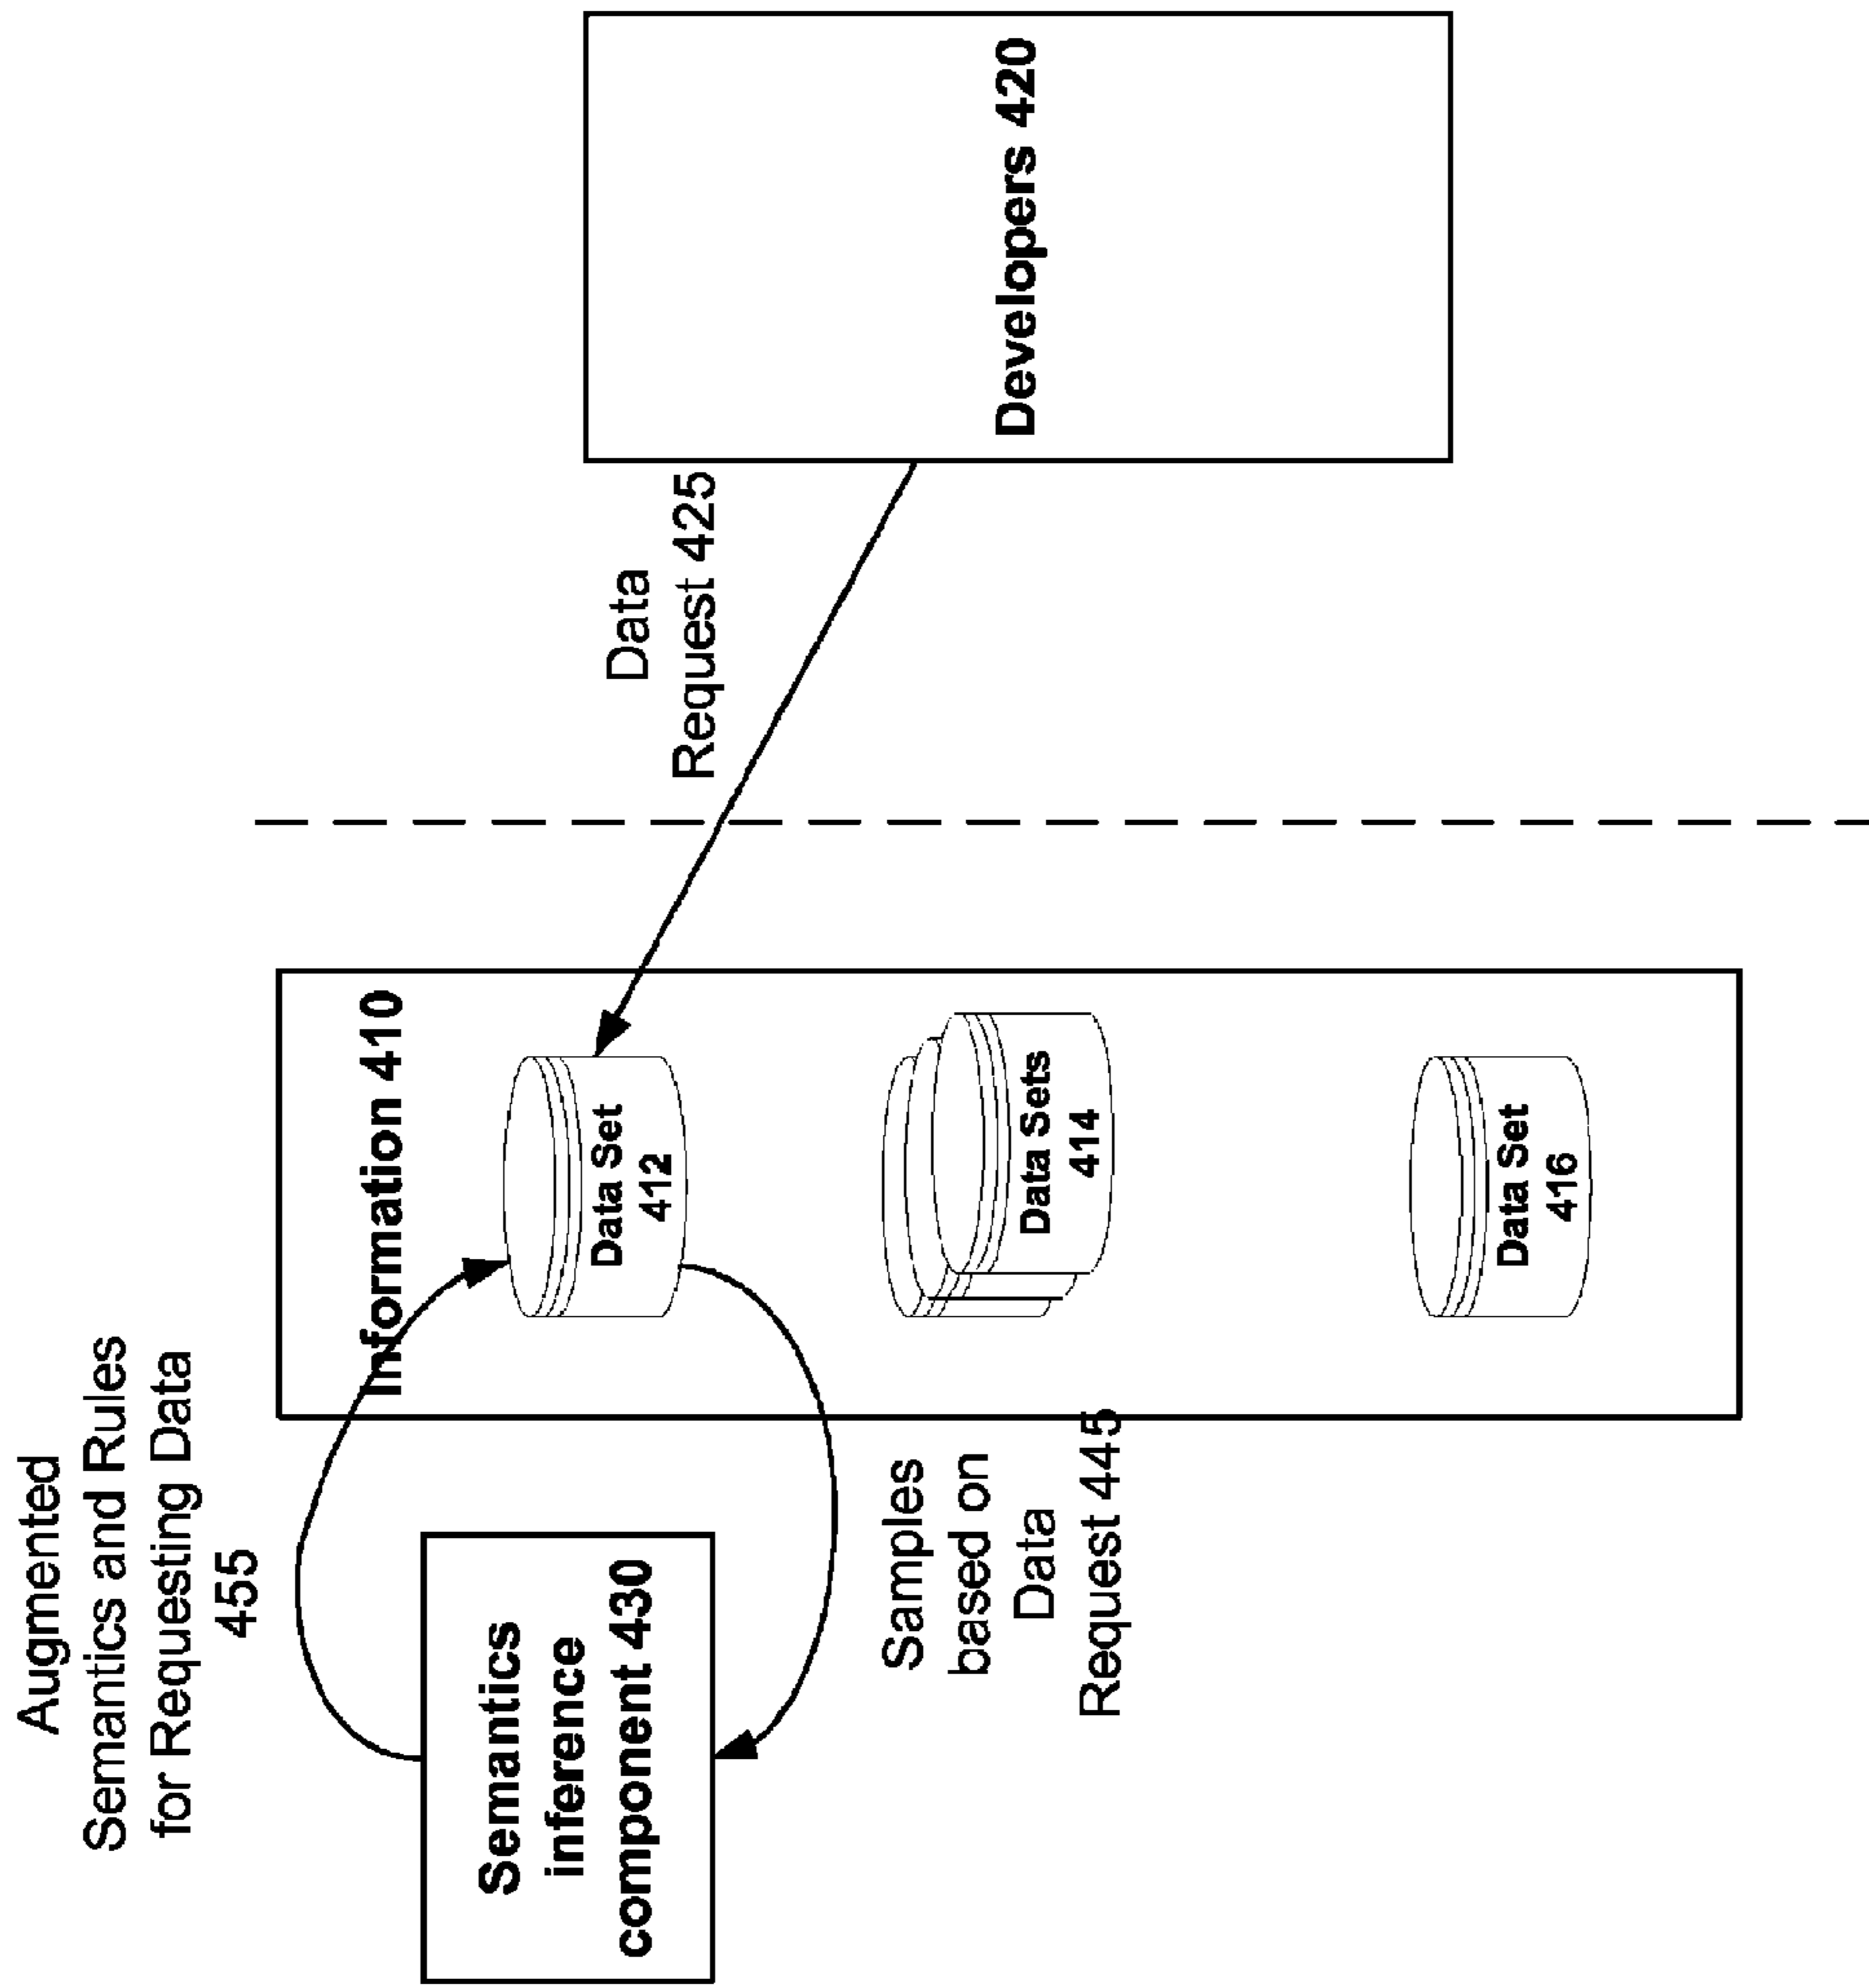 Augmented
Semantics and Rules
for Requesting Data
455
Semantics
inference
component 430
Samples
based on
Data
Request 445
Information 410
Data Set
412
Data Sets
414
Data Set
416
Data
Request 425
Developers 420